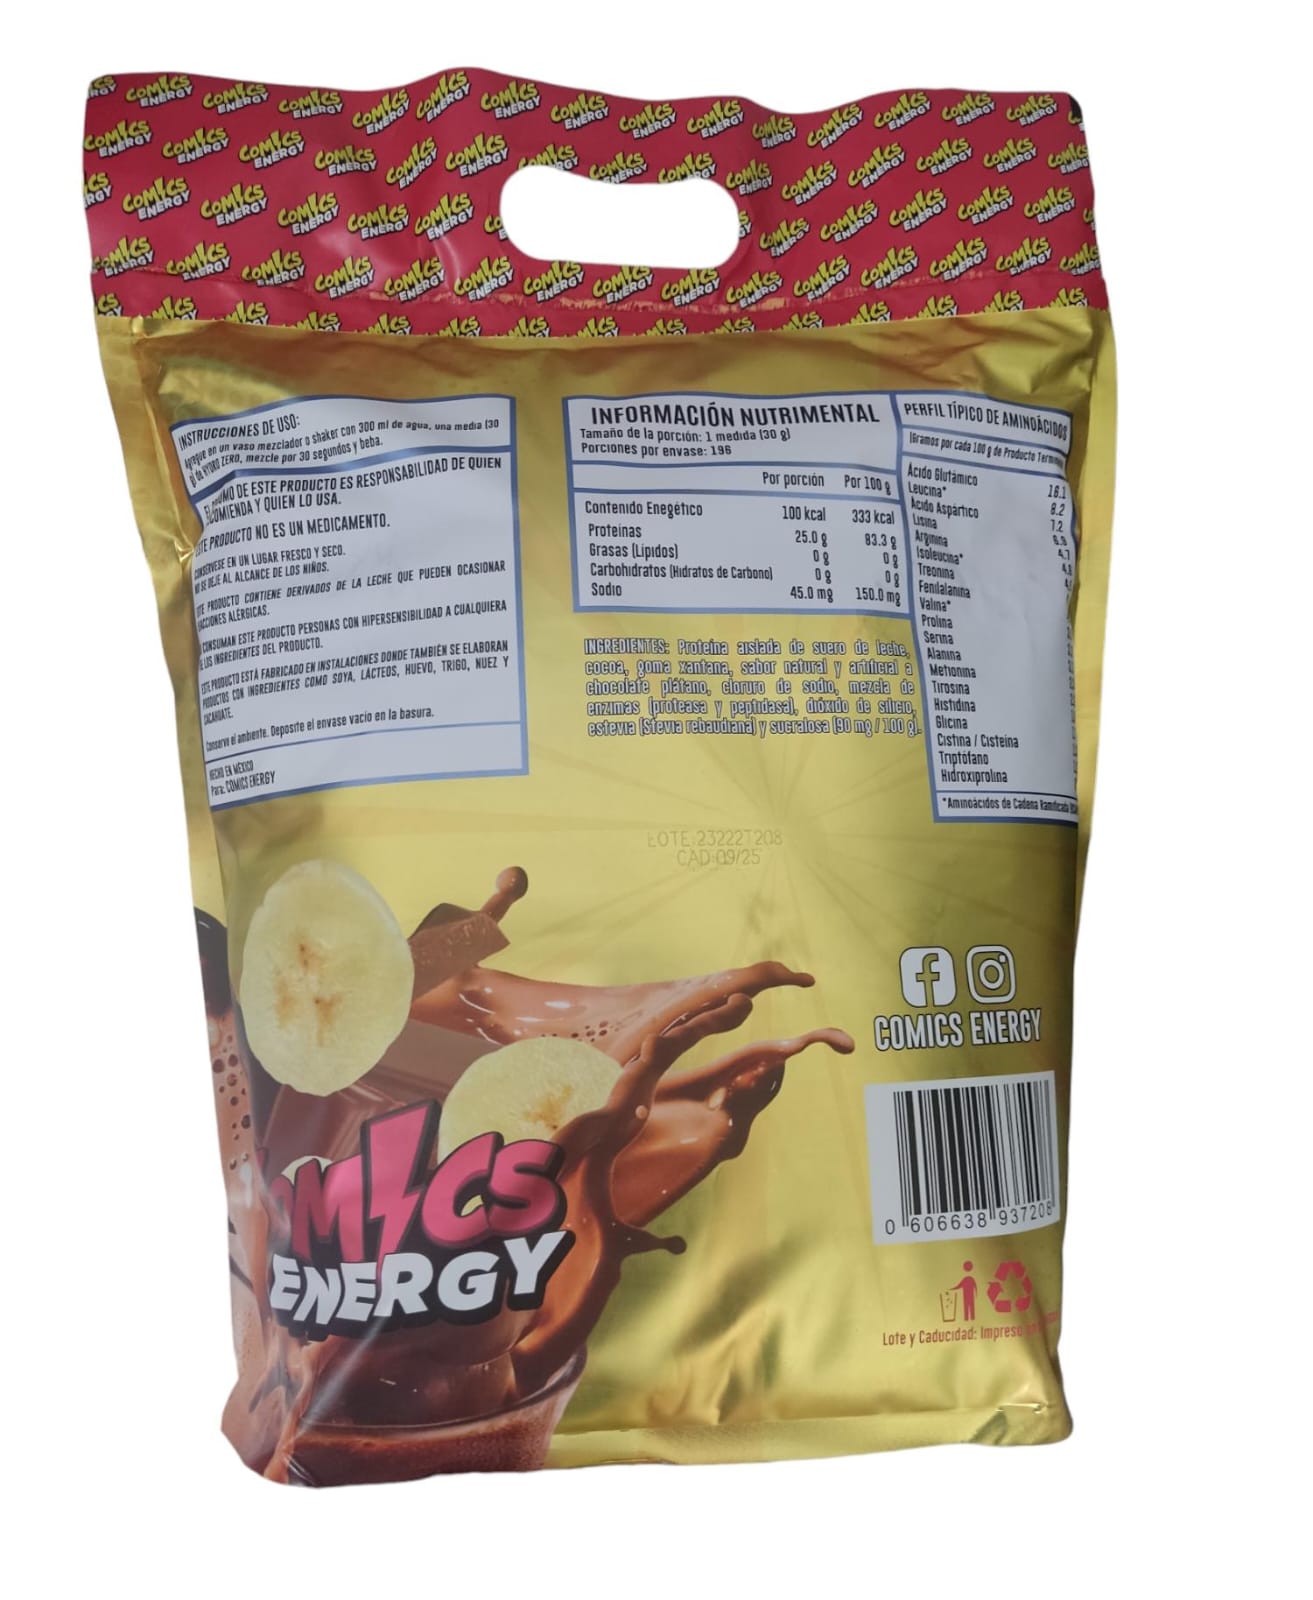 COMICS ENERGY
INSTRUCCIONES DE USO:
Agregue en un vaso mezclador o shaker con 300 ml de agua, una media (30
g) de HYDRO ZERO, mezcle por 30 segundos y beba.
DE ESTE PRODUCTO ES RESPONSABILIDAD DE QUIEN
Y QUIEN LO USA.
ESTE PRODUCTO NO ES UN MEDICAMENTO.
CONSERVESE EN UN LUGAR FRESCO Y SECO.
NO SE DEJE AL ALCANCE DE LOS NIÑOS.
PRODUCTO CONTIENE DERIVADOS DE LA LECHE QUE PUEDEN OCASIONAR
ALÉRGICAS.
CONSUMAN ESTE PRODUCTO PERSONAS CON HIPERSENSIBILIDAD A CUALQUIERA
LOS INGREDIENTES DEL PRODUCTO.
ESTE PRODUCTO ESTÁ FABRICADO EN INSTALACIONES DONDE TAMBIÉN SE ELABORAN
PRODUCTOS CON INGREDIENTES COMO SOYA, LÁCTEOS, HUEVO, TRIGO, NUEZ Y
CACAHUATE.
Conserve el ambiente. Deposite el envase vacío en la basura.
HECHO EN MÉXICO
Para: COMICS ENERGY
INFORMACIÓN NUTRIMENTAL
Tamaño de la porción: 1 medida (30 g)
Porciones por envase: 196
Por porción Por 100 g
Contenido Enegético 100 kcal 333 kcal
Proteínas 25.0 g 83.3 g
Grasas (Lípidos) 0 g 0 g
Carbohidratos (Hidratos de Carbono) 0 g 0 g
Sodio 45.0 mg 150.0 mg
INGREDIENTES: Proteína aislada de suero de leche,
cocoa, goma xantana, sabor natural y artificial a
chocolate plátano, cloruro de sodio, mezcla de
enzimas (proteasa y peptidasa), dióxido de silicio,
estevia (Stevia rebaudiana) y sucralosa (90 mg / 100 g).
PERFIL TÍPICO DE AMINOÁCIDOS
(Gramos por cada 100 g de Producto
Ácido Glutámico 16.1
Leucina* 8.2
Ácido Aspártico 7.2
Lisina
Arginina
Isoleucina*
Treonina
Fenilalanina
Valina*
Prolina
Serina
Alanina
Metionina
Tirosina
Histidina
Glicina
Cistina / Cisteína
Triptófano
Hidroxiprolina
*Aminoácidos de Cadena Ramificada
LOTE:23222T208
CAD:09/25
COMICS ENERGY
ENERGY
0 606638 937208
Lote y Caducidad: Impreso